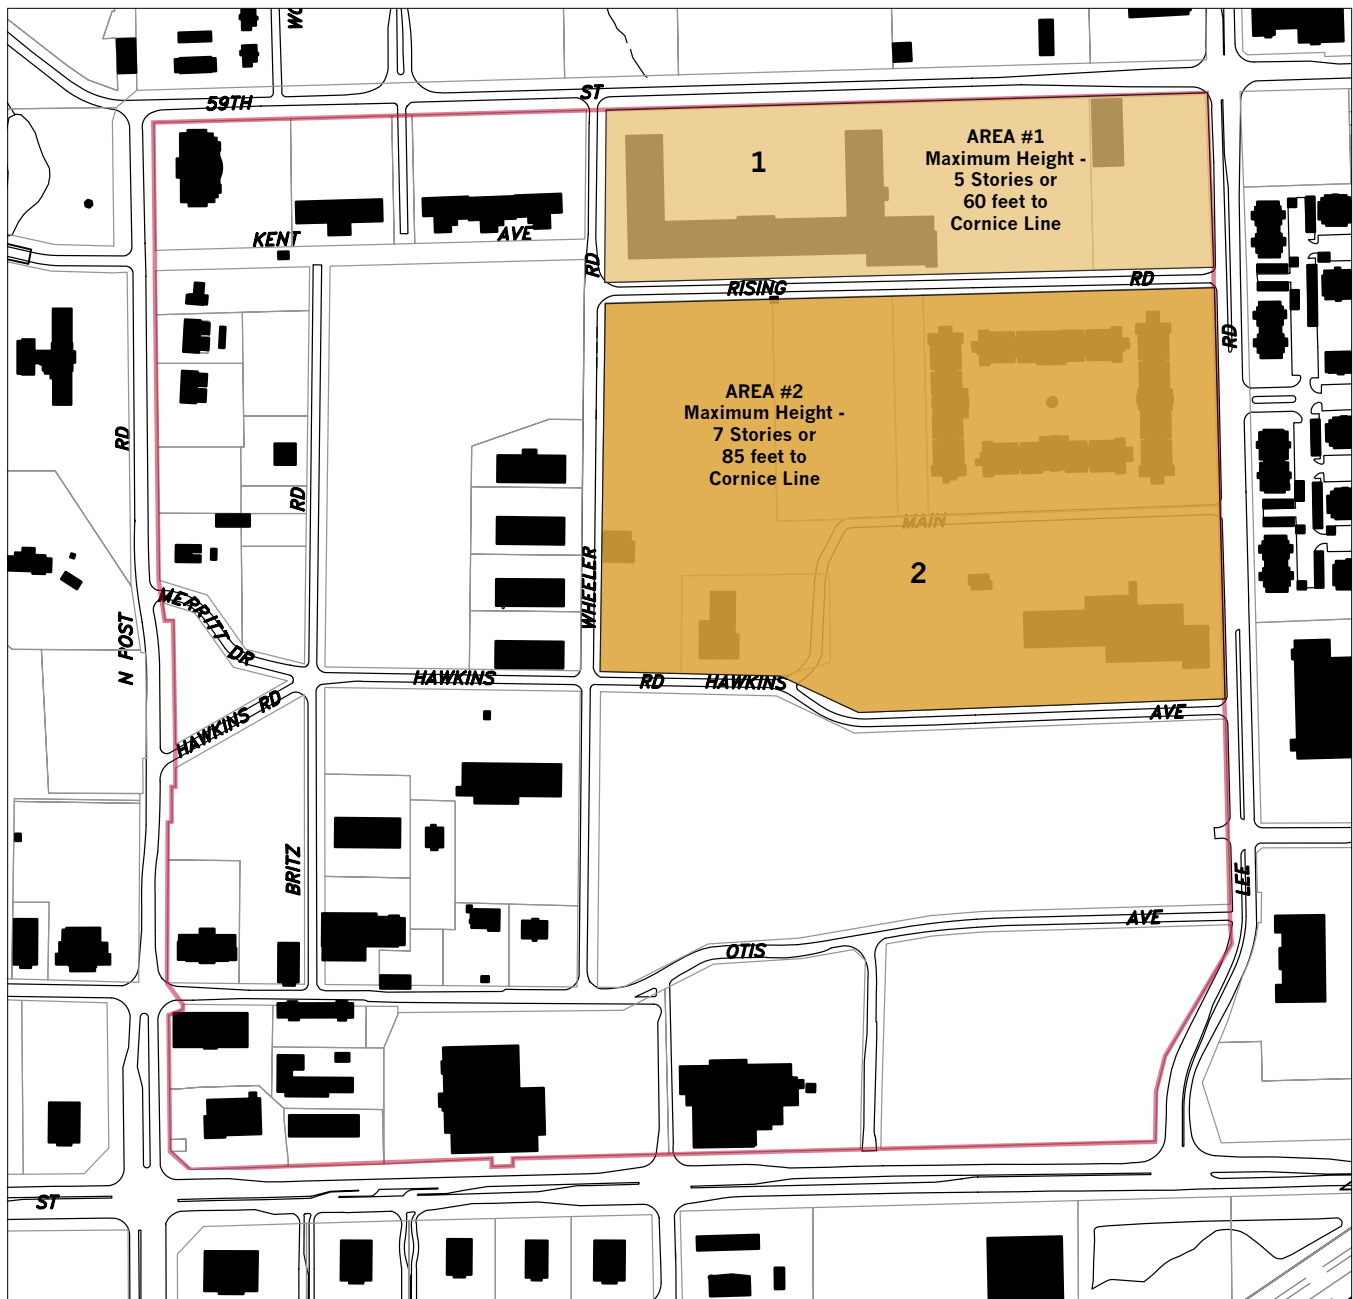 59TH
ST
AREA #1
Maximum Height -
5 Stories or
60 feet to
Cornice Line
1
KENT
AVE
RD
RISING
RD
RD
AREA #2
Maximum Height -
7 Stories or
85 feet to
Cornice Line
RD
RD
MAIN
2
WHEELER
MERRITT DR
N POST
HAWKINS
RD
HAWKINS
AVE
HAWKINS RD
BRITZ
LEE
AVE
OTIS
ST